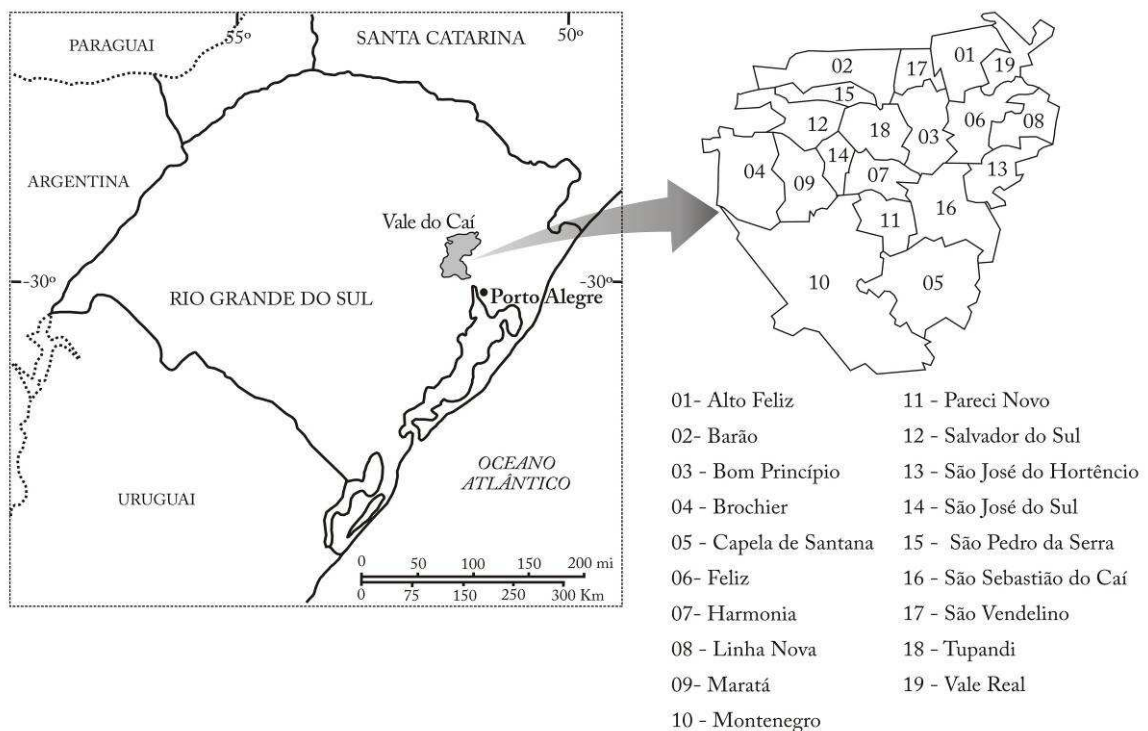 55º
50º
PARAGUAI
SANTA CATARINA
ARGENTINA
Vale do Caí
-30º
-30º
RIO GRANDE DO SUL
Porto Alegre
URUGUAI
OCEANO
ATLÂNTICO
0 50 100 150 200 mi
0 75 150 250 300 Km
01
02
17
19
15
12
18
03
06
08
04
09
14
07
13
11
16
10
05
01- Alto Feliz
02- Barão
03 - Bom Princípio
04 - Brochier
05 - Capela de Santana
06- Feliz
07- Harmonia
08 - Linha Nova
09- Maratá
10 - Montenegro
11 - Pareci Novo
12 - Salvador do Sul
13 - São José do Hortêncio
14 - São José do Sul
15 - São Pedro da Serra
16 - São Sebastião do Caí
17 - São Vendelino
18 - Tupandi
19 - Vale Real